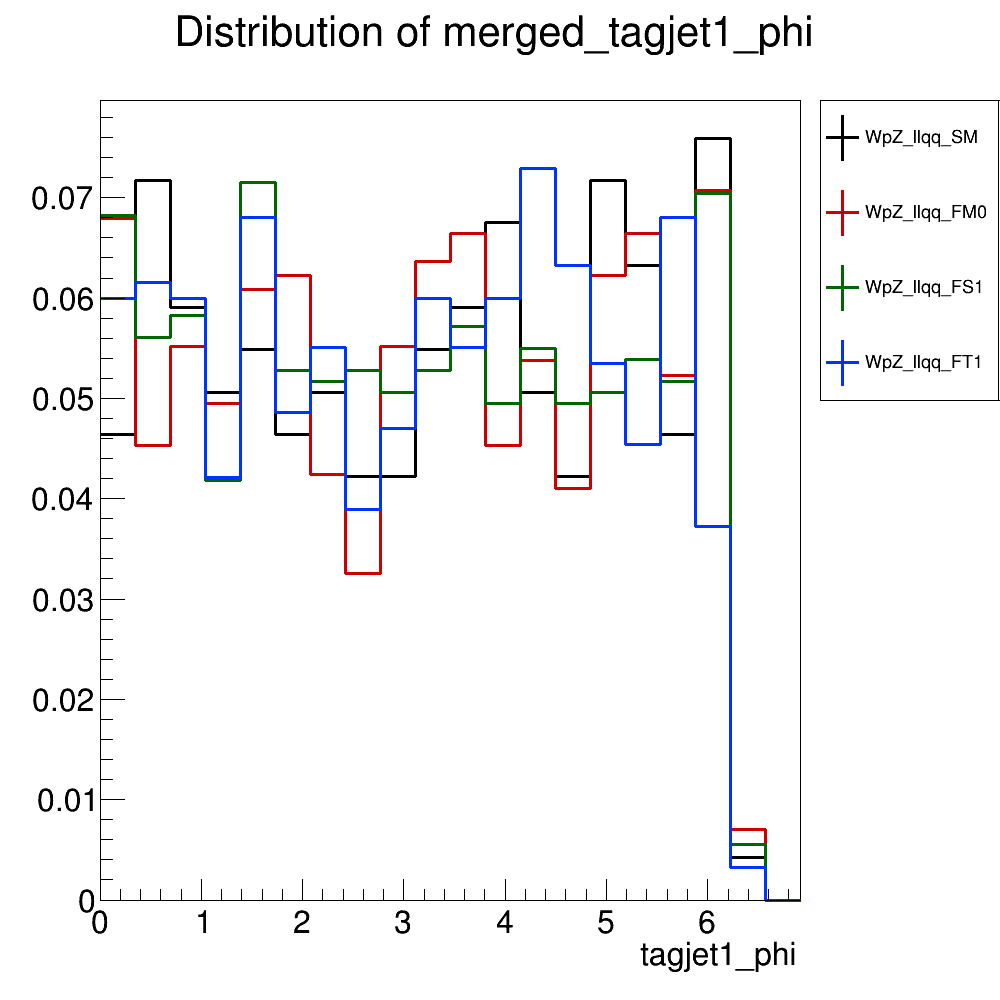 Distribution of merged_tagjet1_phi
WpZ_llqq_SM
WpZ_llqq_FM0
WpZ_llqq_FS1
WpZ_llqq_FT1
0.07
0.06
0.05
0.04
0.03
0.02
0.01
0
0 1 2 3 4 5 6
tagjet1_phi